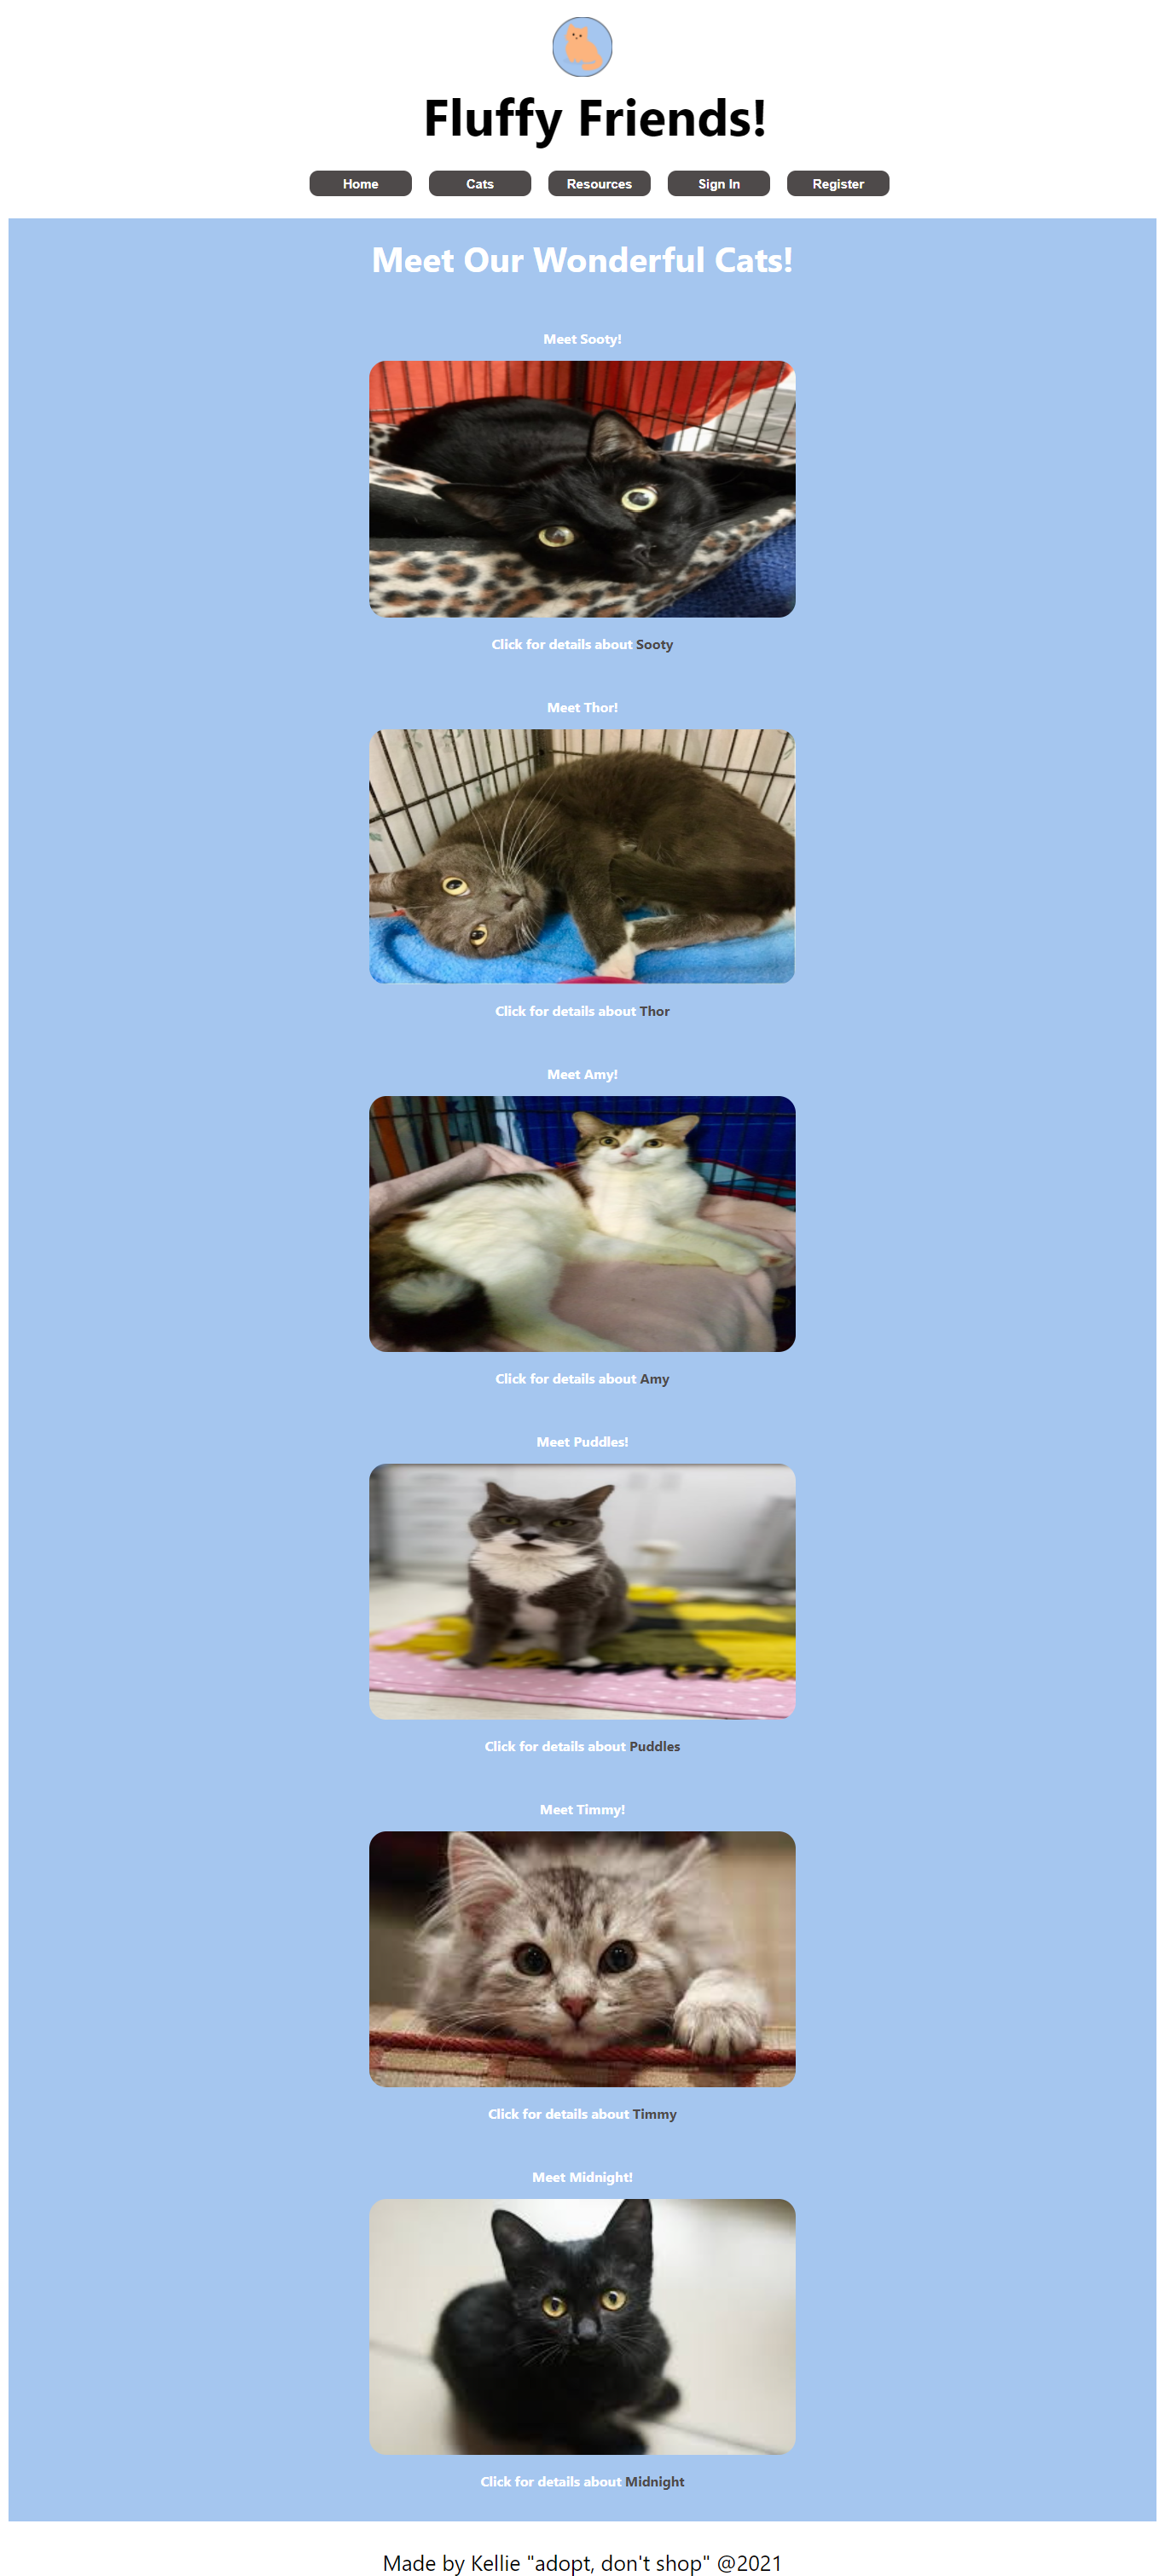 Fluffy Friends!
Home Cats Resources Sign In Register
Meet Our Wonderful Cats!
Meet Sooty!
Click for details about Sooty
Meet Thor!
Click for details about Thor
Meet Amy!
Click for details about Amy
Meet Puddles!
Click for details about Puddles
Meet Timmy!
Click for details about Timmy
Meet Midnight!
Click for details about Midnight
Made by Kellie "adopt, don't shop" @2021